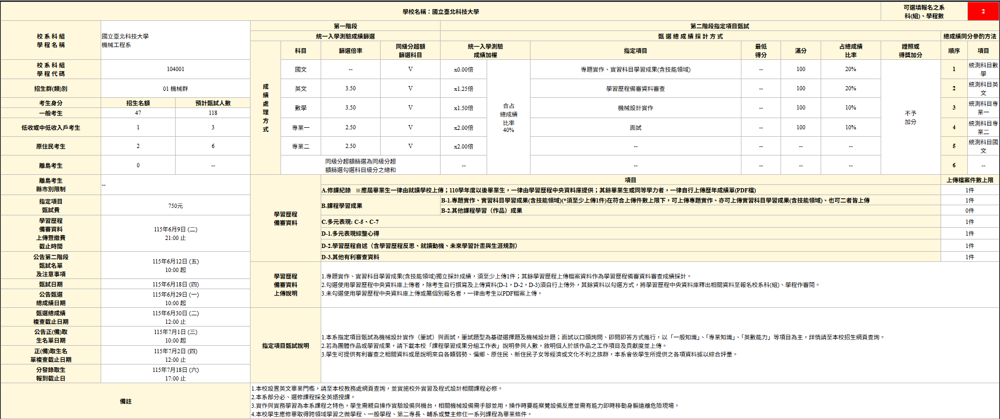 學校名稱：國立臺北科技大學
可選填報名之系
科(組)、學程數
2
校 系 科 組
學 程 名 稱
國立臺北科技大學
機械工程系
第一階段
第二階段指定項目甄試
統一入學測驗成績篩選
甄 選 總 成 績 採 計 方 式
總成績同分參酌方法
成績處理方式
科目
篩選倍率
同級分超額
篩選科目
統一入學測驗
成績加權
指定項目
最低
得分
滿分
占總成績
比率
證照或
得獎加分
順序
項目
校 系 科 組
學 程 代 碼
104001
國文
--
V
x0.00倍
合占
總成績
比率
40%
專題實作、實習科目學習成果(含技能領域)
--
100
20%
不予
加分
1
統測科目數
學
招生群(類)別
01 機械群
英文
3.50
V
x1.25倍
學習歷程備審資料審查
--
100
20%
2
統測科目英
文
考生身分
招生名額
預計甄試人數
數學
3.50
V
x1.50倍
機械設計實作
--
100
10%
3
統測科目專
業一
一般考生
47
118
低收或中低收入戶考生
1
3
專業一
2.50
V
x2.00倍
面試
--
100
10%
4
統測科目專
業二
原住民考生
2
6
專業二
2.50
V
x2.00倍
--
--
--
--
5
統測科目國
文
離島考生
0
--
同級分超額篩選為同級分超
額篩選勾選科目級分之總和
--
--
--
--
--
6
--
離島考生
縣市別限制
--
學習歷程
備審資料
項目
上傳檔案件數上限
A.修課紀錄 ※應屆畢業生一律由就讀學校上傳；110學年度以後畢業生，一律由學習歷程中央資料庫提供；其餘畢業生或同等學力者，一律自行上傳歷年成績單(PDF檔)
1件
指定項目
甄試費
750元
B.課程學習成果
B-1.專題實作、實習科目學習成果(含技能領域)(*須至少上傳1件)在符合上傳件數上限下，可上傳專題實作、亦可上傳實習科目學習成果(含技能領域)、也可二者皆上傳
1件
B-2.其他課程學習（作品）成果
0件
學習歷程
備審資料
上傳暨繳費
截止時間
115年6月9日 (二)
21:00 止
C.多元表現: C-5、C-7
1件
D-1.多元表現綜整心得
1件
D-2.學習歷程自述（含學習歷程反思、就讀動機、未來學習計畫與生涯規劃）
1件
D-3.其他有利審查資料
1件
公告第二階段
甄試名單
及注意事項
115年6月12日 (五)
10:00 起
學習歷程
備審資料
上傳說明
1.專題實作、實習科目學習成果(含技能領域)獨立採計成績，須至少上傳1件；其餘學習歷程上傳檔案資料作為學習歷程備審資料審查成績採計。
2.勾選使用學習歷程中央資料庫上傳者，除考生自行撰寫及上傳資料(D-1，D-2，D-3)須自行上傳外，其餘資料以勾選方式，將學習歷程中央資料庫釋出相關資料至報名校系科(組)、學程作審閱。
3.未勾選使用學習歷程中央資料庫上傳或屬個別報名者，一律由考生以PDF檔案上傳。
甄試日期
115年6月18日 (四)
公告甄選
總成績日期
115年6月29日 (一)
10:00 起
甄選總成績
複查截止日期
115年6月30日 (二)
12:00 止
指定項目甄試說明
1.本系指定項目甄試為機械設計實作（筆試）與面試，筆試題型為基礎選擇題及機械設計題；面試以口頭詢問、即問即答方式進行，以「一般知識」、「專業知識」、「英數能力」等項目為主，詳情請至本校招生網頁查詢。
2.若為團體作品或學習成果，請下載本校「課程學習成果分組工作表」說明參與人數，敘明個人於該作品之工作項目及貢獻度並上傳。
3.學生可提供有利審查之相關資料或是說明來自各類弱勢、偏鄉、原住民、新住民子女等經濟或文化不利之族群，本系會依學生所提供之各項資料據以綜合評量。
公告正(備)取
生名單日期
115年7月1日 (三)
10:00 起
正(備)取生名
單複查截止日期
115年7月2日 (四)
12:00 止
分發錄取生
報到截止日
115年7月18日 (六)
17:00 止
備註
1.本校設置英文畢業門檻，請至本校教務處網頁查詢，並實施校外實習及程式設計相關課程必修。
2.本系部分必、選修課程採全英語授課。
3.實作與實務學習為本系課程之特色，學生需親自操作實驗設備與機台，相關機械設備需手腳並用，操作時要能察覺設備反應並需有能力即時移動身軀遠離危險現場。
4.本校學生應修畢取得跨領域學習之微學程、一般學程、第二專長、輔系或雙主修任一系列課程為畢業條件。